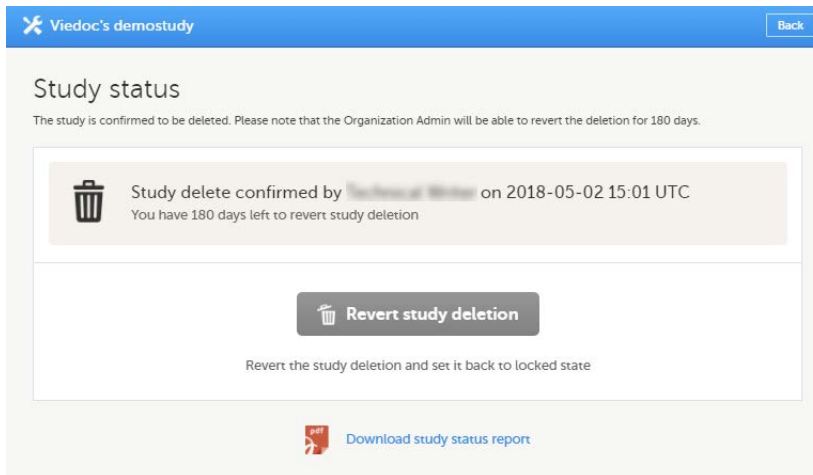 Viedoc's demostudy
Back
Study status
The study is confirmed to be deleted. Please note that the Organization Admin will be able to revert the deletion for 180 days.
Study delete confirmed by on 2018-05-02 15:01 UTC
You have 180 days left to revert study deletion
Revert study deletion
Revert the study deletion and set it back to locked state
pdf
Download study status report